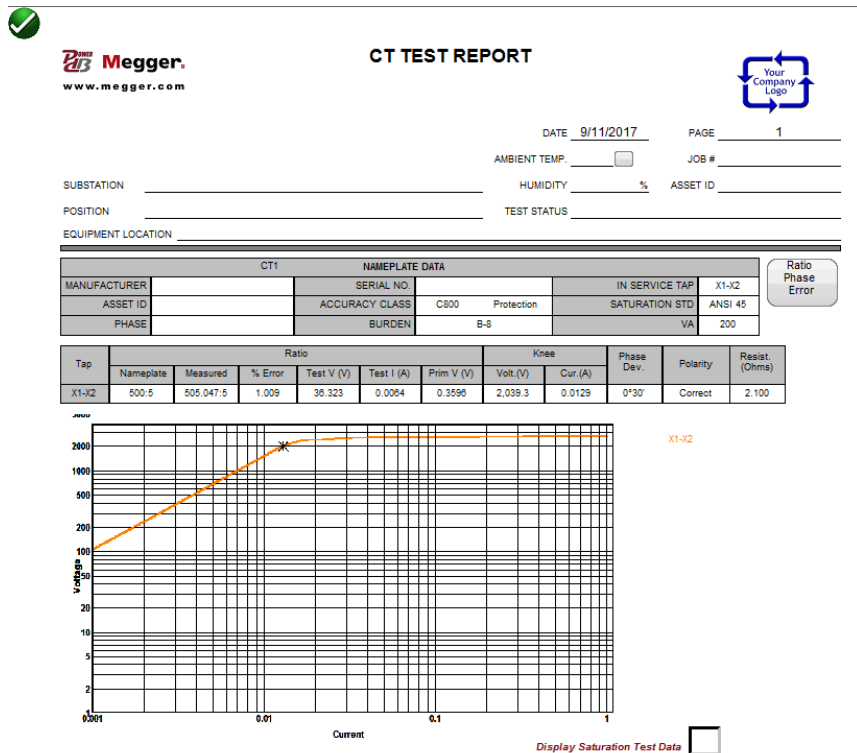 CT TEST REPORT
POWER DB Megger.
www.megger.com
Your Company Logo
DATE 9/11/2017 PAGE 1
AMBIENT TEMP. JOB #
SUBSTATION HUMIDITY % ASSET ID
POSITION TEST STATUS
EQUIPMENT LOCATION
CT1 NAMEPLATE DATA
Ratio Phase Error
MANUFACTURER SERIAL NO. IN SERVICE TAP X1-X2
ASSET ID ACCURACY CLASS C800 Protection SATURATION STD ANSI 45
PHASE BURDEN B-8 VA 200
Tap Ratio Knee Phase Dev. Polarity Resist. (Ohms)
Nameplate Measured % Error Test V (V) Test I (A) Prim V (V) Volt.(V) Cur.(A)
X1-X2 500:5 505.047:5 1.009 36.323 0.0064 0.3596 2,039.3 0.0129 0°30' Correct 2.100
5000
X1-X2
2000
1000
500
200
100
50
Voltage
20
10
5
2
1
0.001 0.01 0.1 1
Current
Display Saturation Test Data